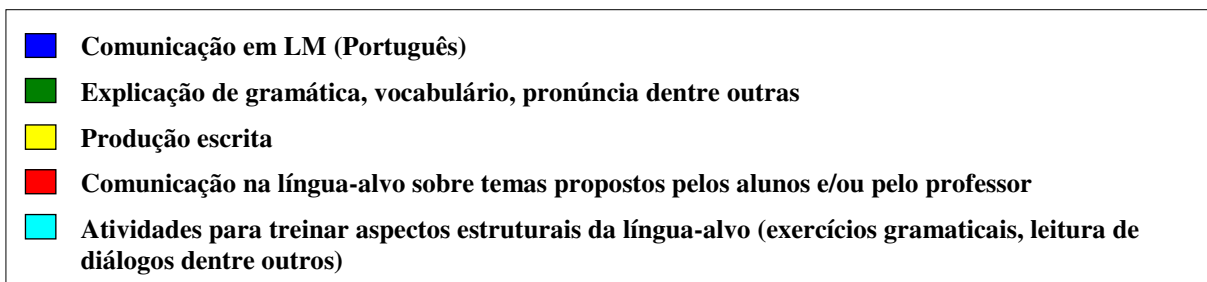 Comunicação em LM (Português)
Explicação de gramática, vocabulário, pronúncia dentre outras
Produção escrita
Comunicação na língua-alvo sobre temas propostos pelos alunos e/ou pelo professor
Atividades para treinar aspectos estruturais da língua-alvo (exercícios gramaticais, leitura de
diálogos dentre outros)